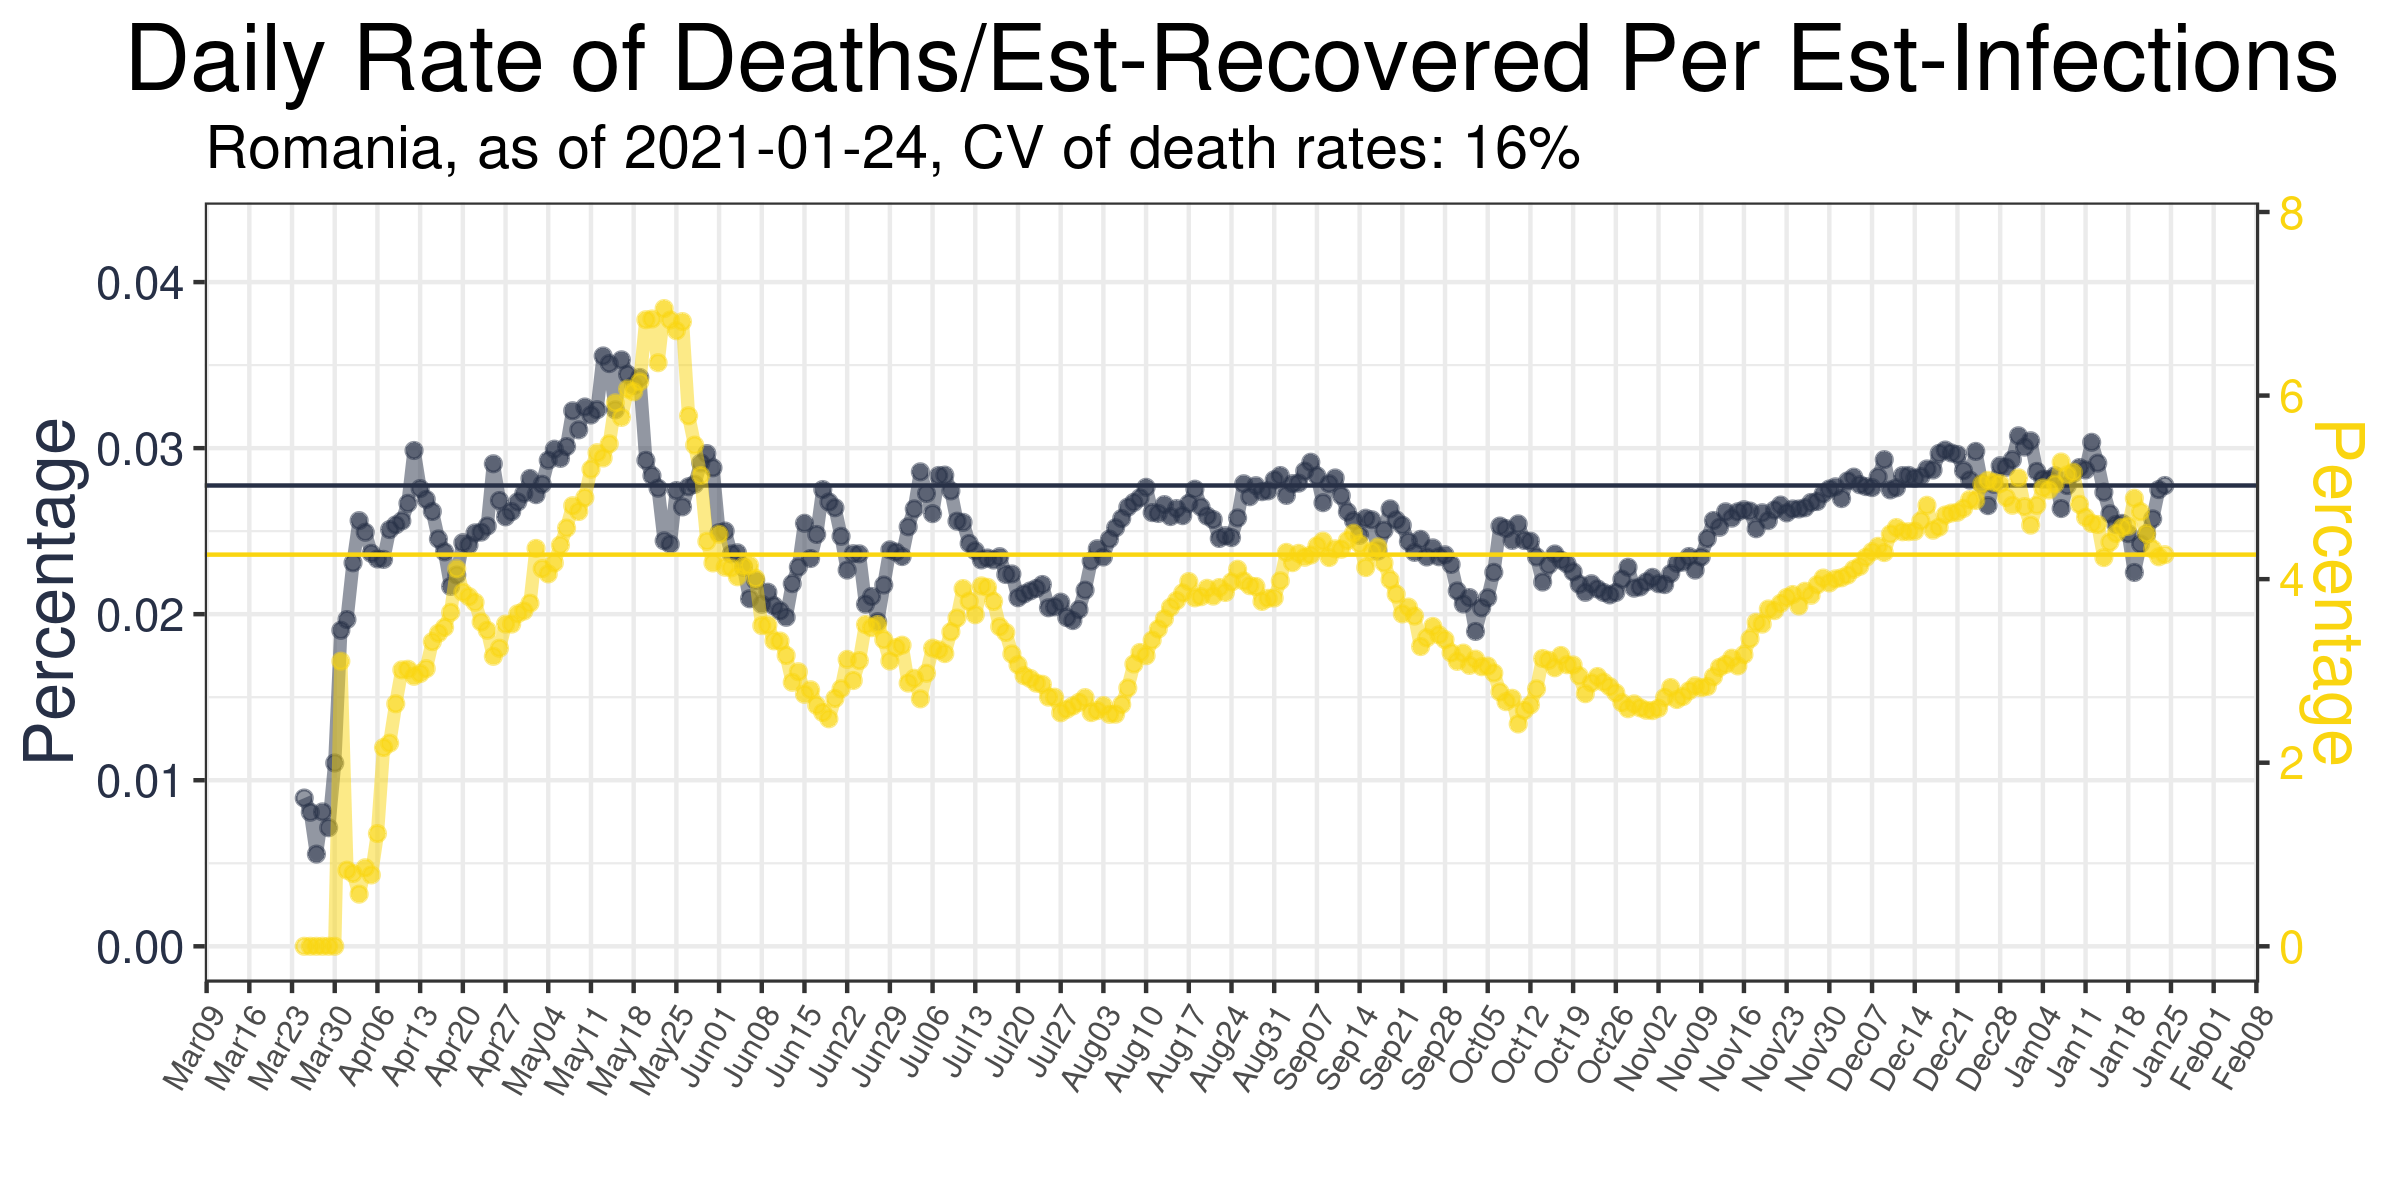 Daily Rate of Deaths/Est-Recovered Per Est-Infections
Romania, as of 2021-01-24, CV of death rates: 16%
Percentage
0.04
0.03
0.02
0.01
0.00
8
6
4
2
0
Percentage
Mar09
Mar16
Mar23
Mar30
Apr06
Apr13
Apr20
Apr27
May04
May11
May18
May25
Jun01
Jun08
Jun15
Jun22
Jun29
Jul06
Jul13
Jul20
Jul27
Aug03
Aug10
Aug17
Aug24
Aug31
Sep07
Sep14
Sep21
Sep28
Oct05
Oct12
Oct19
Oct26
Nov02
Nov09
Nov16
Nov23
Nov30
Dec07
Dec14
Dec21
Dec28
Jan04
Jan11
Jan18
Jan25
Feb01
Feb08